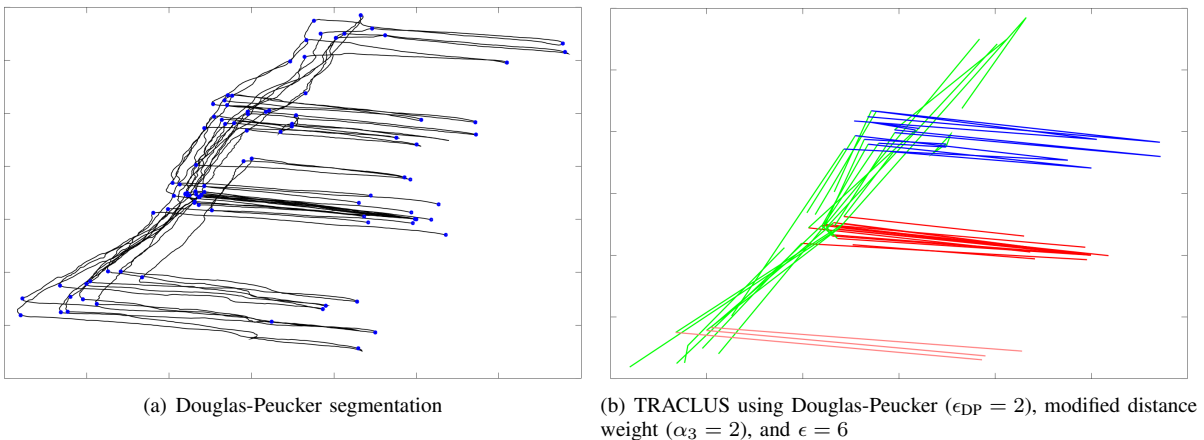 (a) Douglas-Peucker segmentation
(b) TRACLUS using Douglas-Peucker (ϵDP = 2), modified distance
weight (α3 = 2), and ϵ = 6